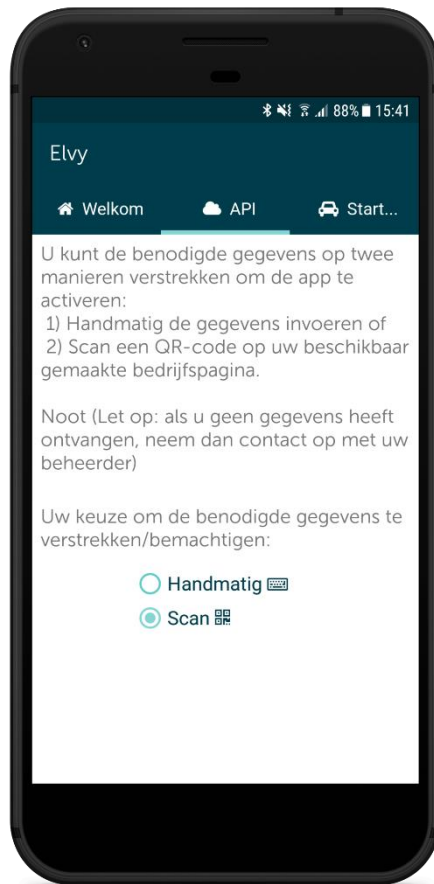 88% 15:41
Elvy
Welkom API Start...
U kunt de benodigde gegevens op twee
manieren verstrekken om de app te
activeren:
1) Handmatig de gegevens invoeren of
2) Scan een QR-code op uw beschikbaar
gemaakte bedrijfspagina.
Noot (Let op: als u geen gegevens heeft
ontvangen, neem dan contact op met uw
beheerder)
Uw keuze om de benodigde gegevens te
verstrekken/bemachtigen:
Handmatig
Scan